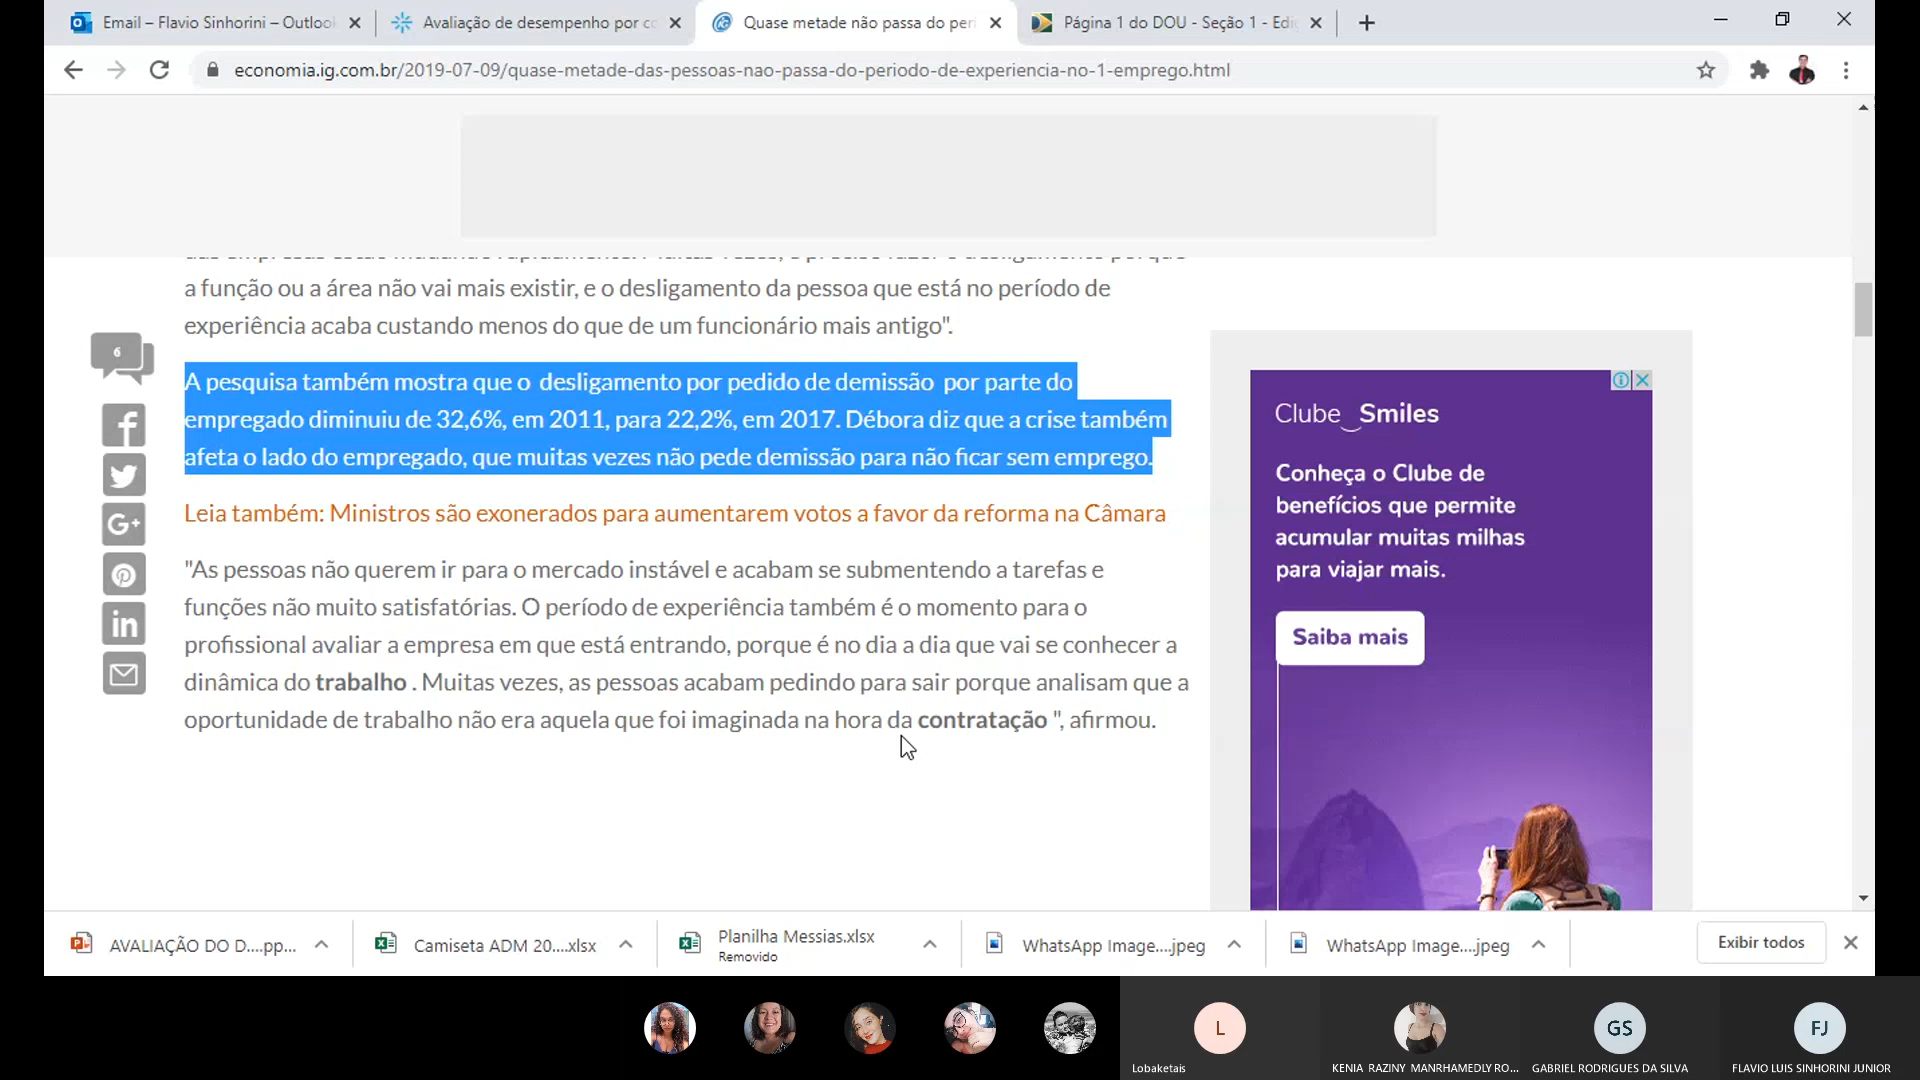 Email – Flavio Sinhorini – Outlook
Avaliação de desempenho por co
Quase metade não passa do peri
Página 1 do DOU - Seção 1 - Edi
economia.ig.com.br/2019-07-09/quase-metade-das-pessoas-nao-passa-do-periodo-de-experiencia-no-1-emprego.html
a função ou a área não vai mais existir, e o desligamento da pessoa que está no período de
experiência acaba custando menos do que de um funcionário mais antigo".
6
A pesquisa também mostra que o desligamento por pedido de demissão por parte do
empregado diminuiu de 32,6%, em 2011, para 22,2%, em 2017. Débora diz que a crise também
afeta o lado do empregado, que muitas vezes não pede demissão para não ficar sem emprego.
Leia também: Ministros são exonerados para aumentarem votos a favor da reforma na Câmara
"As pessoas não querem ir para o mercado instável e acabam se submentendo a tarefas e
funções não muito satisfatórias. O período de experiência também é o momento para o
profissional avaliar a empresa em que está entrando, porque é no dia a dia que vai se conhecer a
dinâmica do trabalho . Muitas vezes, as pessoas acabam pedindo para sair porque analisam que a
oportunidade de trabalho não era aquela que foi imaginada na hora da contratação ", afirmou.
Clube Smiles
Conheça o Clube de
benefícios que permite
acumular muitas milhas
para viajar mais.
Saiba mais
AVALIAÇÃO DO D....pp...
Camiseta ADM 20....xlsx
Planilha Messias.xlsx
Removido
WhatsApp Image....jpeg
WhatsApp Image....jpeg
Exibir todos
L
GS
FJ
Lobaketais
KENIA RAZINY MANRHAMEDLY RO...
GABRIEL RODRIGUES DA SILVA
FLAVIO LUIS SINHORINI JUNIOR